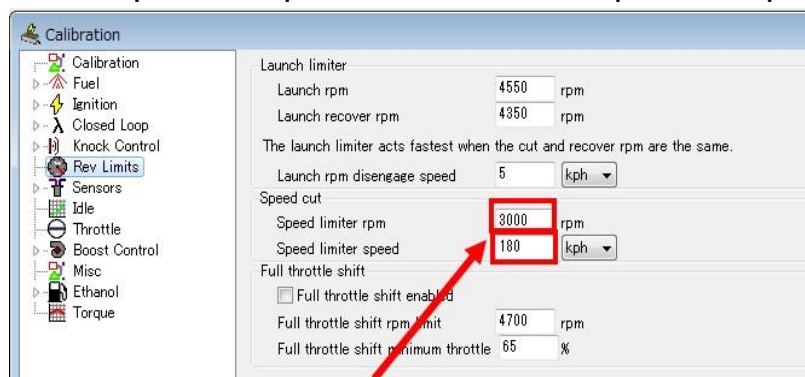 Calibration
Calibration
Fuel
Ignition
Closed Loop
Knock Control
Rev Limits
Sensors
Idle
Throttle
Boost Control
Misc
Ethanol
Torque
Launch limiter
Launch rpm 4550 rpm
Launch recover rpm 4350 rpm
The launch limiter acts fastest when the cut and recover rpm are the same.
Launch rpm disengage speed 5 kph
Speed cut
Speed limiter rpm 3000 rpm
Speed limiter speed 180 kph
Full throttle shift
Full throttle shift enabled
Full throttle shift rpm limit 4700 rpm
Full throttle shift minimum throttle 65 %